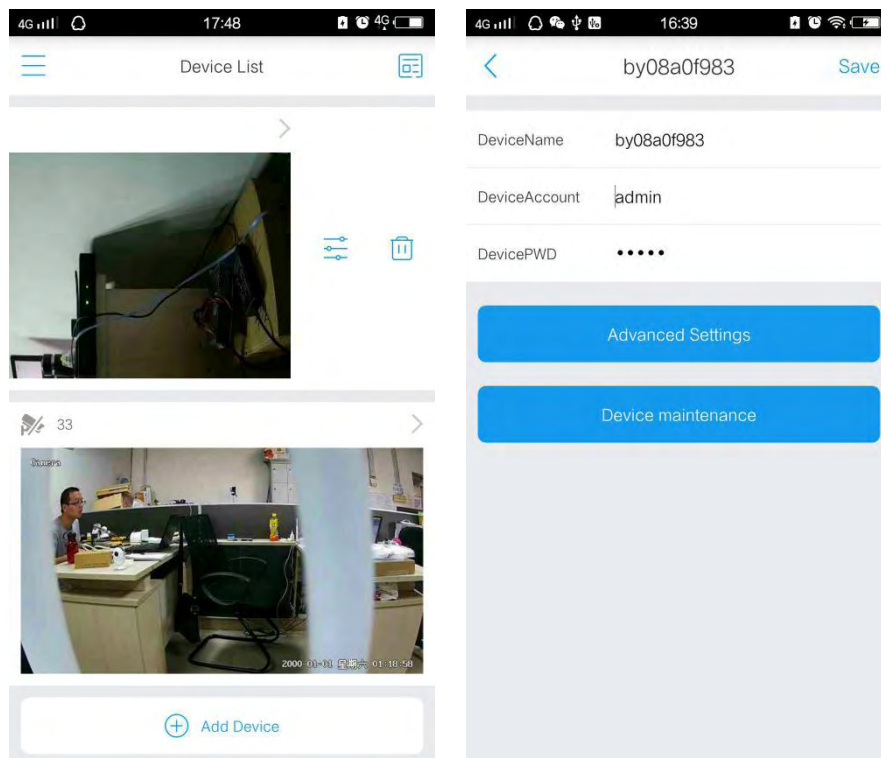 4G 17:48 4G
Device List
33
2000-01-01 星期六 01:18:58
Add Device
4G 16:39
by08a0f983 Save
DeviceName by08a0f983
DeviceAccount admin
DevicePWD •••••
Advanced Settings
Device maintenance